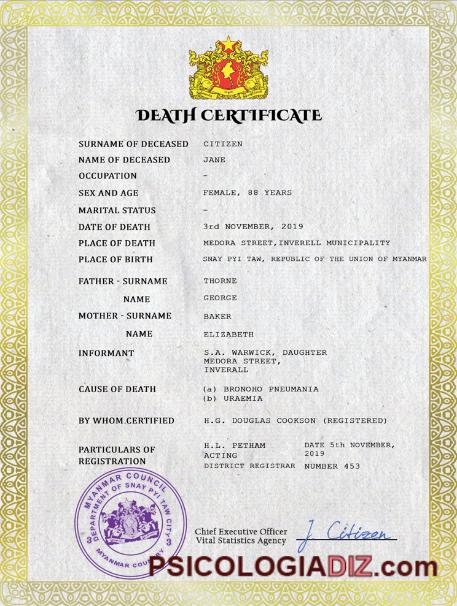 DEATH CERTIFICATE
SURNAME OF DECEASED CITIZEN
NAME OF DECEASED JANE
OCCUPATION –
SEX AND AGE FEMALE, 88 YEARS
MARITAL STATUS –
DATE OF DEATH 3rd NOVEMBER, 2019
PLACE OF DEATH MEDORA STREET,INVERELL MUNICIPALITY
PLACE OF BIRTH SNAY PYI TAW, REPUBLIC OF THE UNION OF MYANMAR
FATHER - SURNAME THORNE
NAME GEORGE
MOTHER - SURNAME BAKER
NAME ELIZABETH
INFORMANT S.A. WARWICK, DAUGHTER
MEDORA STREET,
INVERALL
CAUSE OF DEATH (a) BRONOHO PNEUMANIA
(b) URAEMIA
BY WHOM CERTIFIED H.G. DOUGLAS COOKSON (REGISTERED)
PARTICULARS OF REGISTRATION
H.L. PETHAM DATE 5th NOVEMBER, 2019
ACTING
DISTRICT REGISTRAR NUMBER 453
MYANMAR COUNCIL
DEPARTMENT OF SNAY PYI TAW CITY
MYANMAR COUNTRY
Chief Executive Officer
Vital Statistics Agency
J Citizen
PSICOLOGIADIZ.com